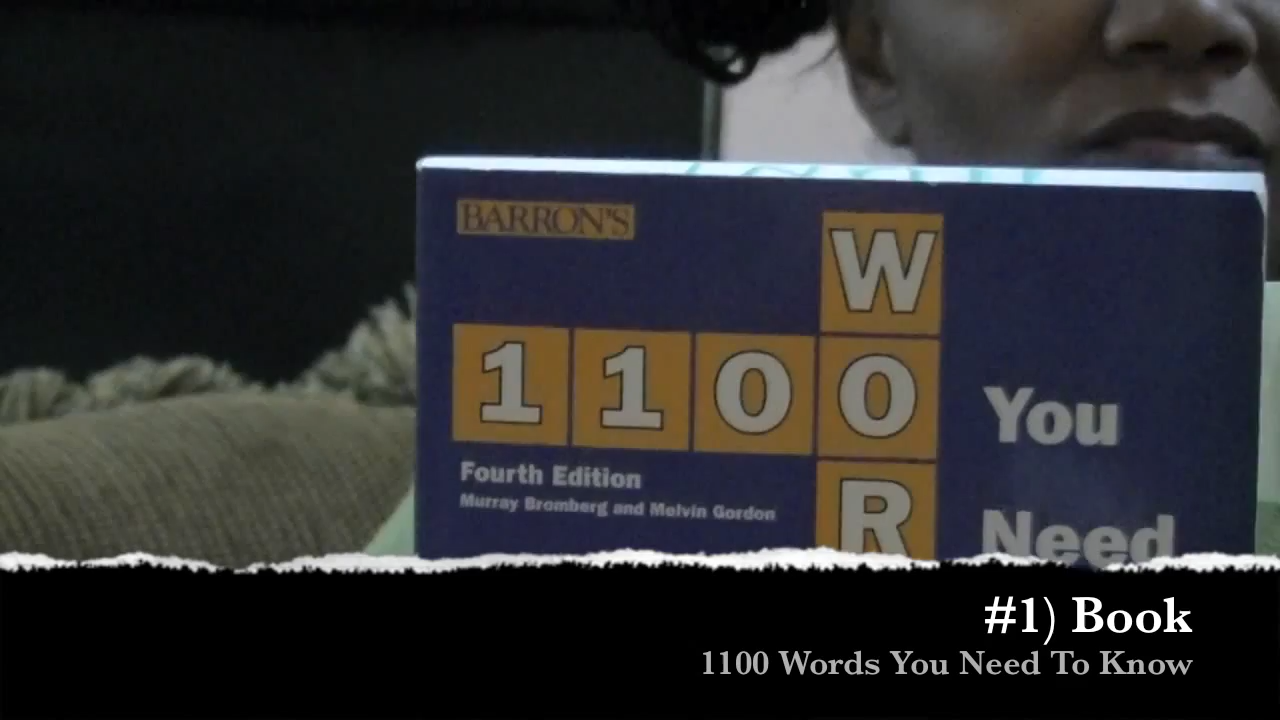 BARRON'S
W
1100
R
Fourth Edition
Murray Bromberg and Melvin Gordon
You
Need
#1) Book
1100 Words You Need To Know